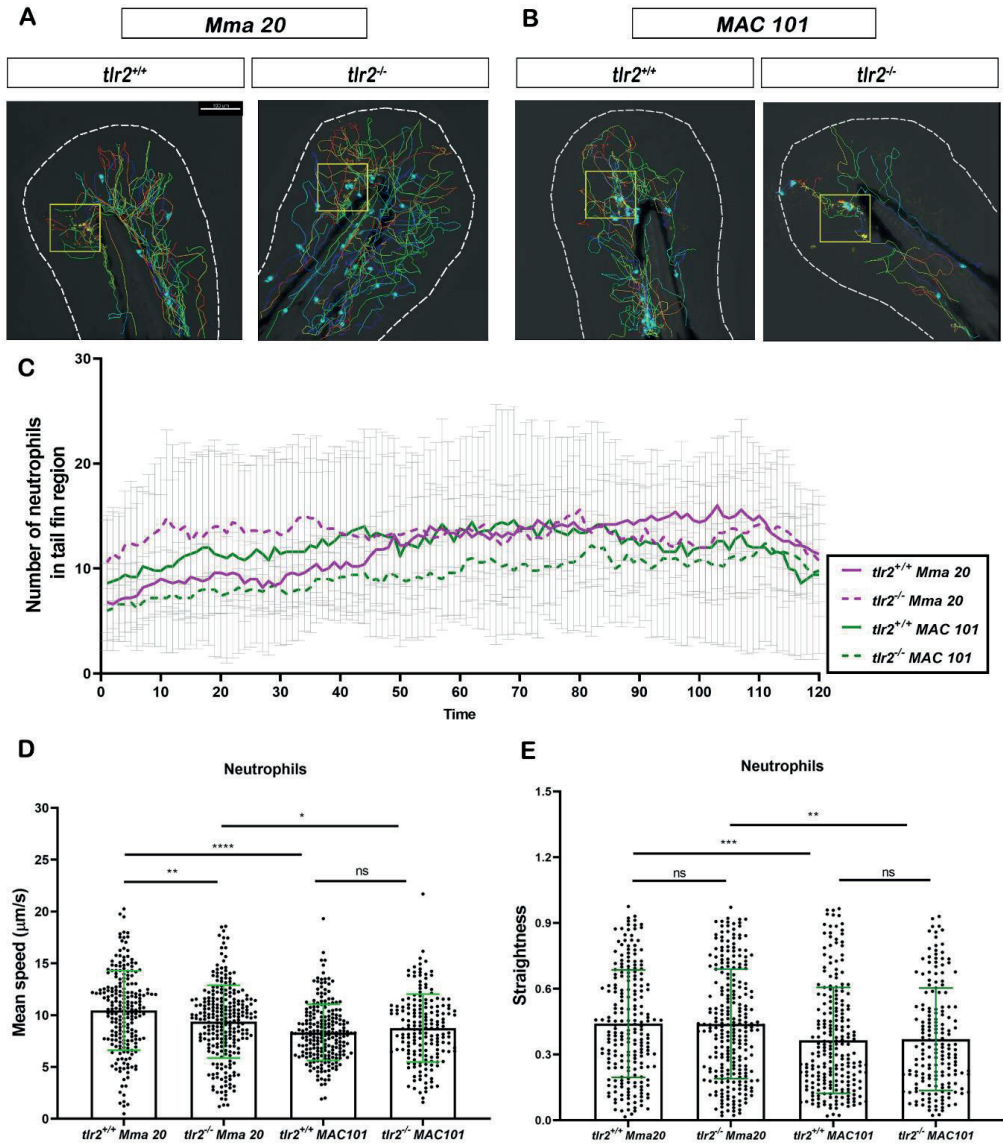 A
Mma 20
B
MAC 101
tlr2+/+
tlr2-/-
tlr2+/+
tlr2-/-
C
30
20
10
0
Number of neutrophils
in tail fin region
0 10 20 30 40 50 60 70 80 90 100 110 120
Time
tlr2+/+ Mma 20
tlr2-/- Mma 20
tlr2+/+ MAC 101
tlr2-/- MAC 101
D
Neutrophils
30
25
20
15
10
5
0
Mean speed (μm/s)
*
****
**
ns
tlr2+/+ Mma 20
tlr2-/- Mma 20
tlr2+/+ MAC101
tlr2-/- MAC101
E
Neutrophils
1.5
1.2
0.9
0.6
0.3
0.0
Straightness
**
***
ns
ns
tlr2+/+ Mma20
tlr2-/- Mma20
tlr2+/+ MAC101
tlr2-/- MAC101